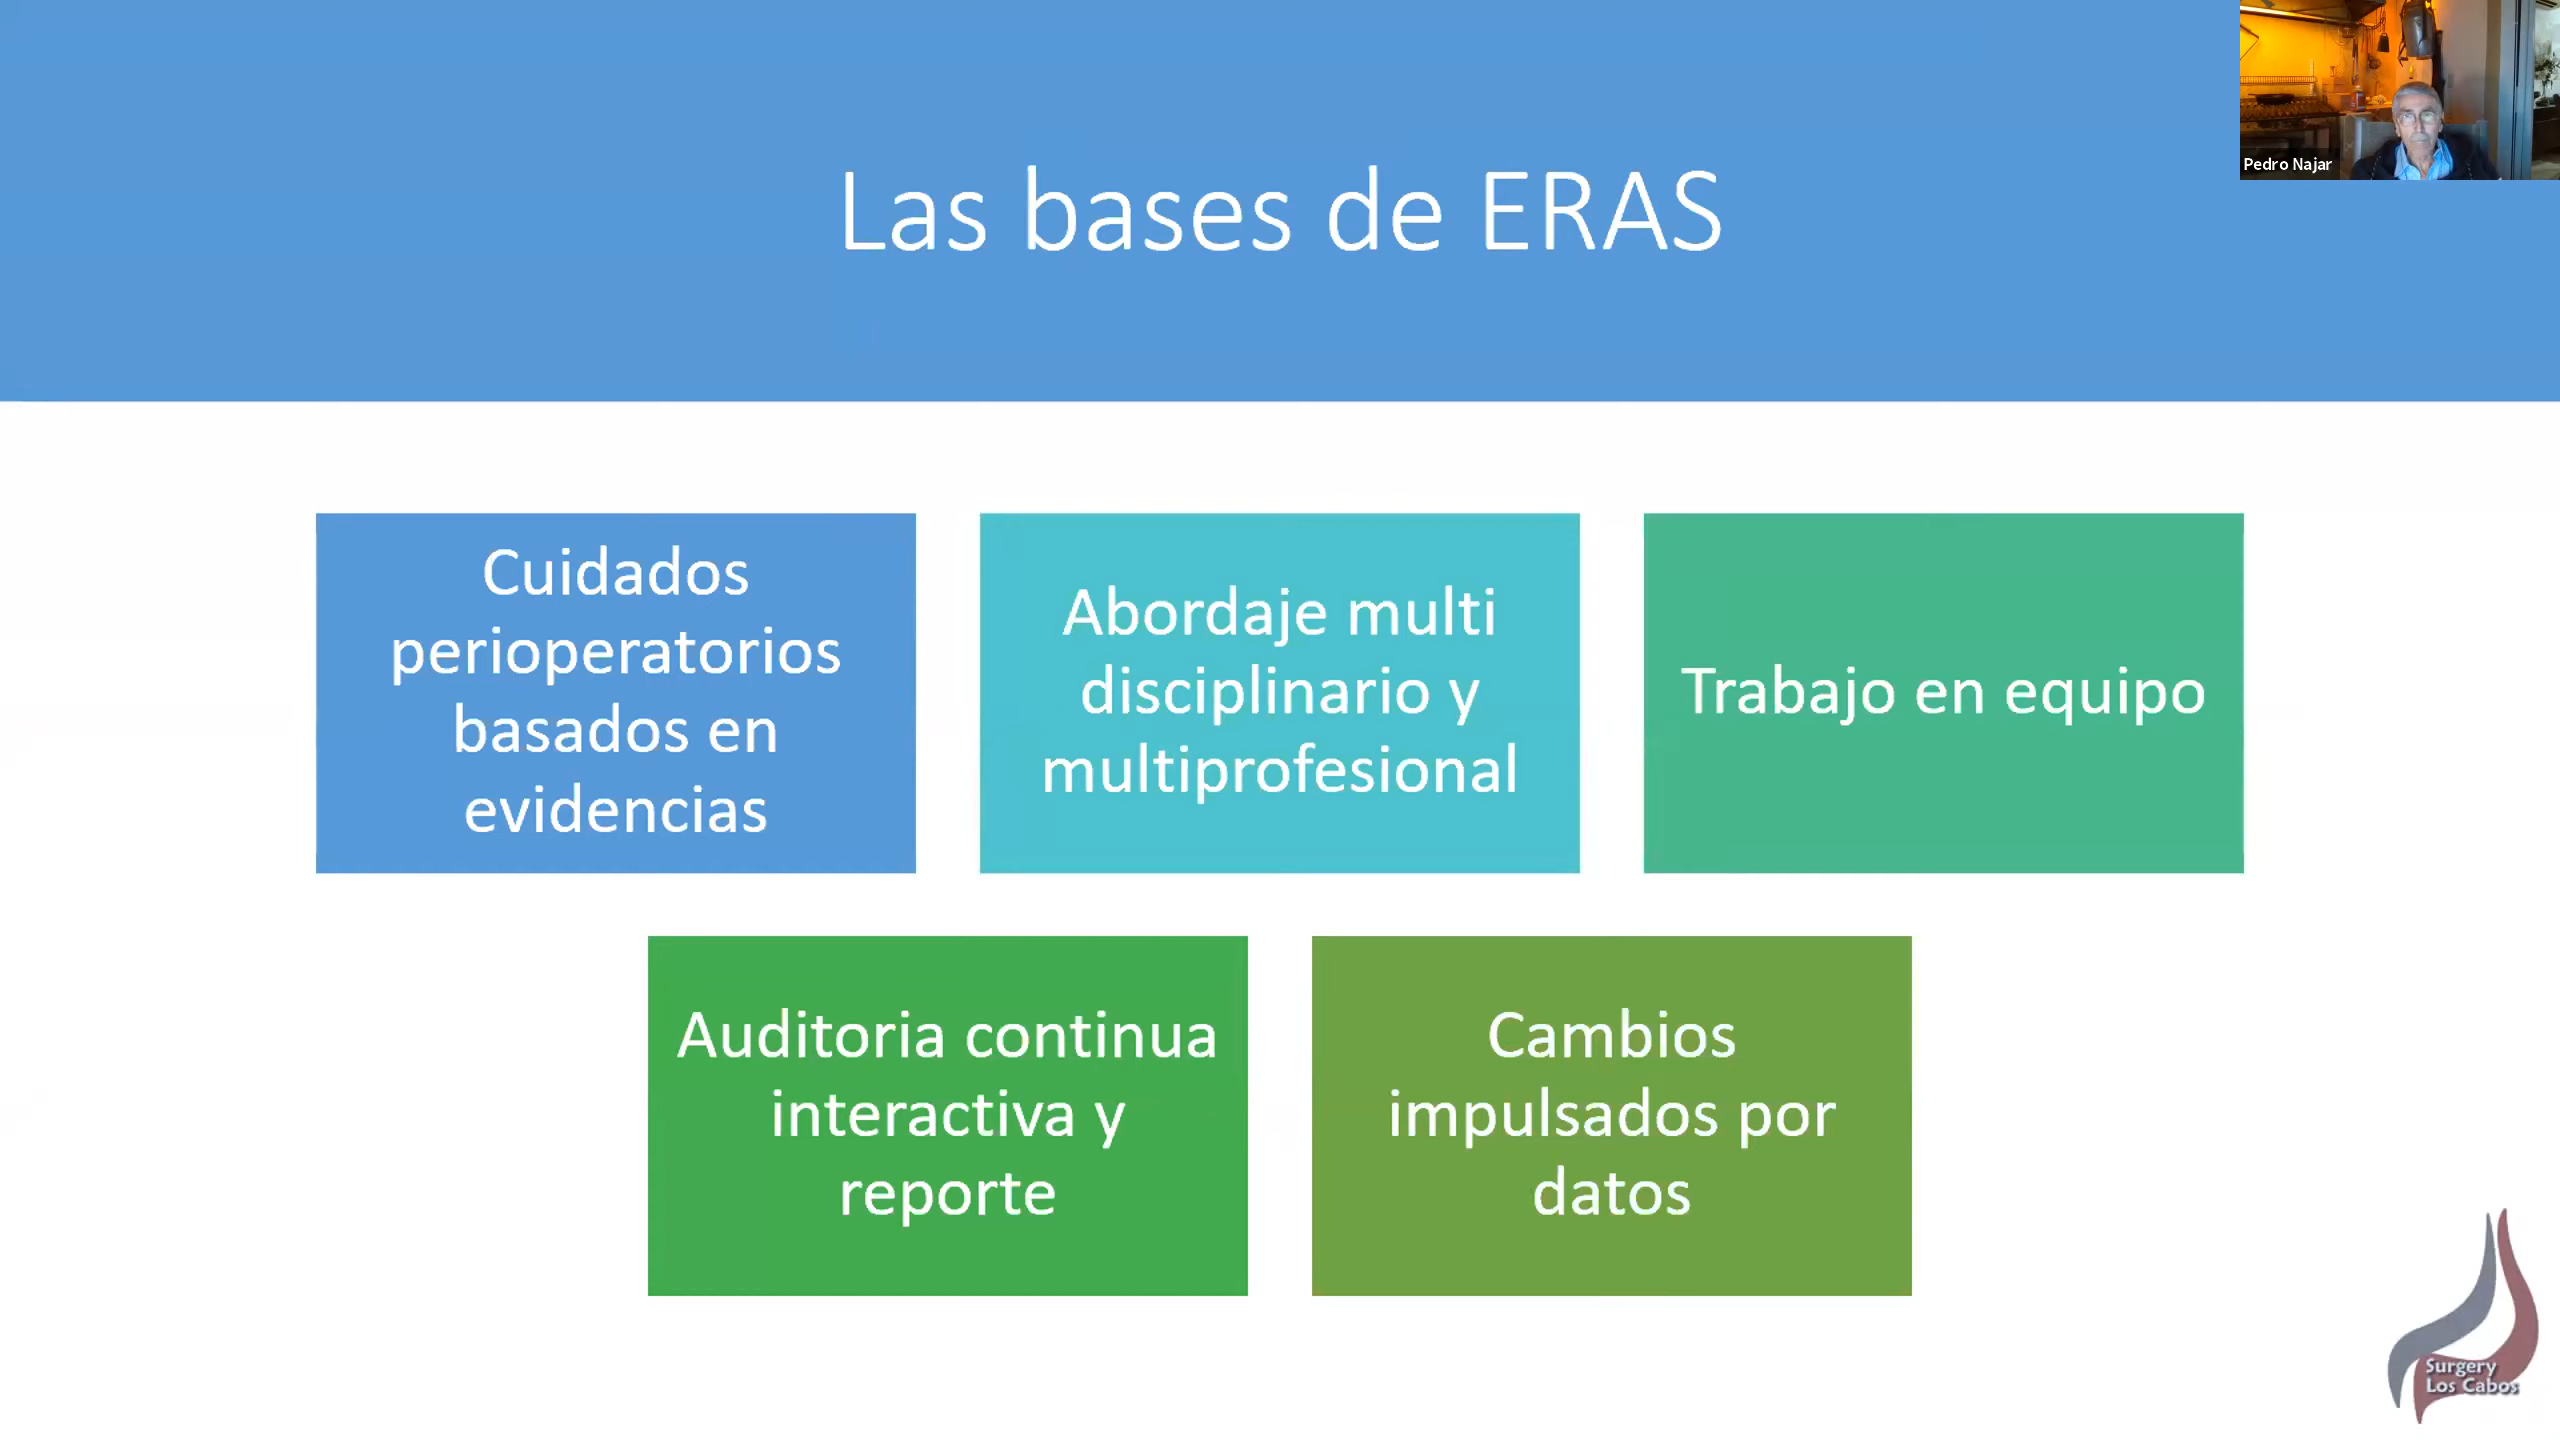 Pedro Najar
Las bases de ERAS
Cuidados
perioperatorios
basados en
evidencias
Abordaje multi
disciplinario y
multiprofesional
Trabajo en equipo
Auditoria continua
interactiva y
reporte
Cambios
impulsados por
datos
Surgery
Los Cabos